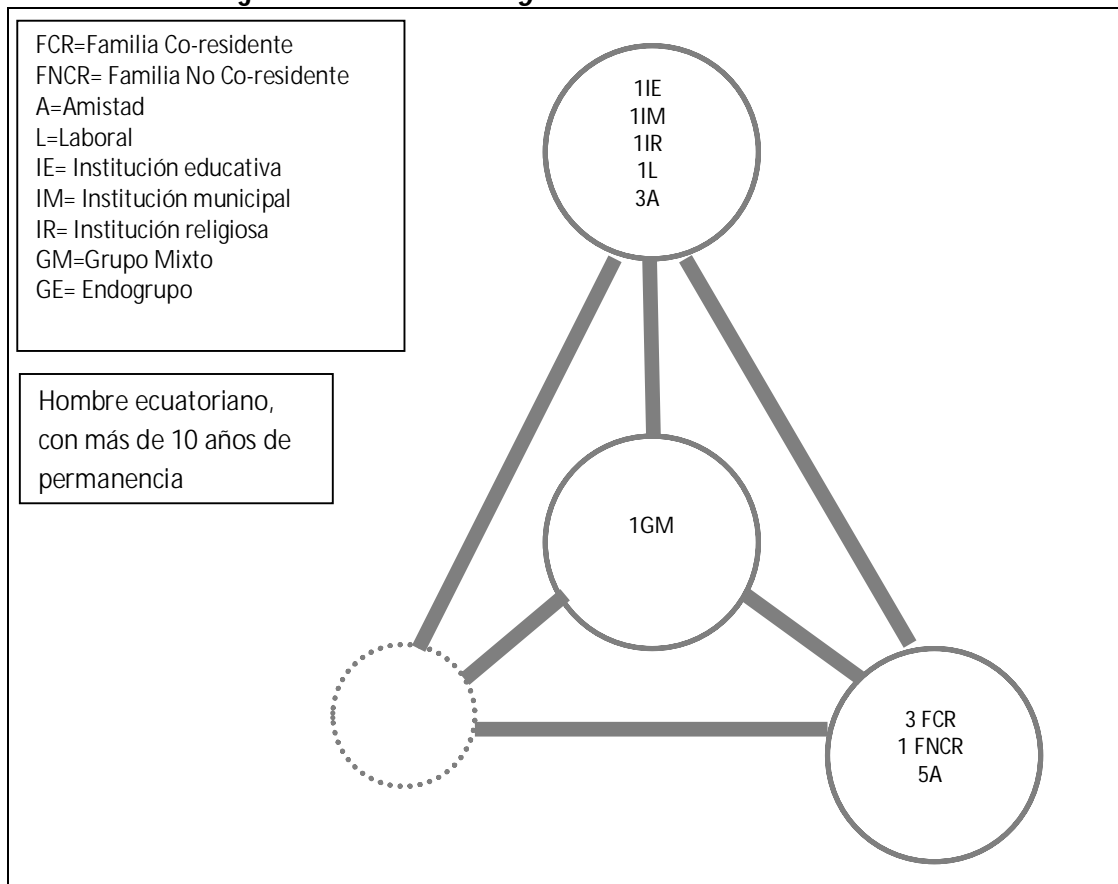 FCR=Familia Co-residente
FNCR= Familia No Co-residente
A=Amistad
L=Laboral
IE= Institución educativa
IM= Institución municipal
IR= Institución religiosa
GM=Grupo Mixto
GE= Endogrupo
Hombre ecuatoriano,
con más de 10 años de
permanencia
1IE
1IM
1IR
1L
3A
1GM
3 FCR
1 FNCR
5A